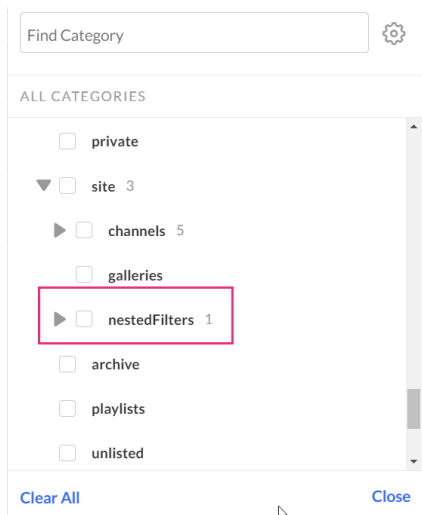 Find Category
ALL CATEGORIES
private
site 3
channels 5
galleries
nestedFilters 1
archive
playlists
unlisted
Clear All Close